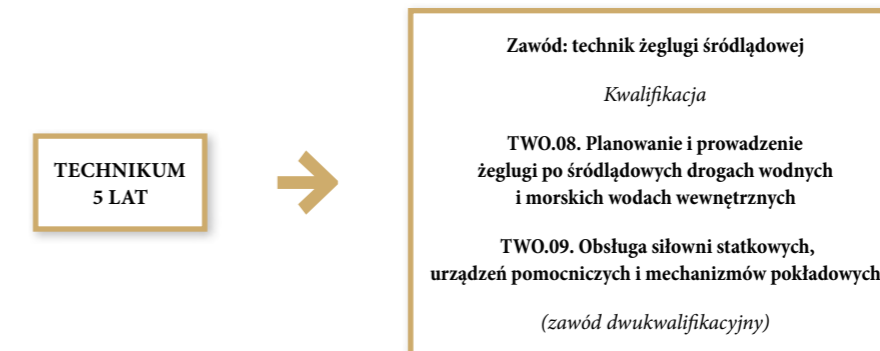 TECHNIKUM
5 LAT
Zawód: technik żeglugi śródlądowej
Kwalifikacja
TWO.08. Planowanie i prowadzenie
żeglugi po śródlądowych drogach wodnych
i morskich wodach wewnętrznych
TWO.09. Obsługa siłowni statkowych,
urządzeń pomocniczych i mechanizmów pokładowych
(zawód dwukwalifikacyjny)